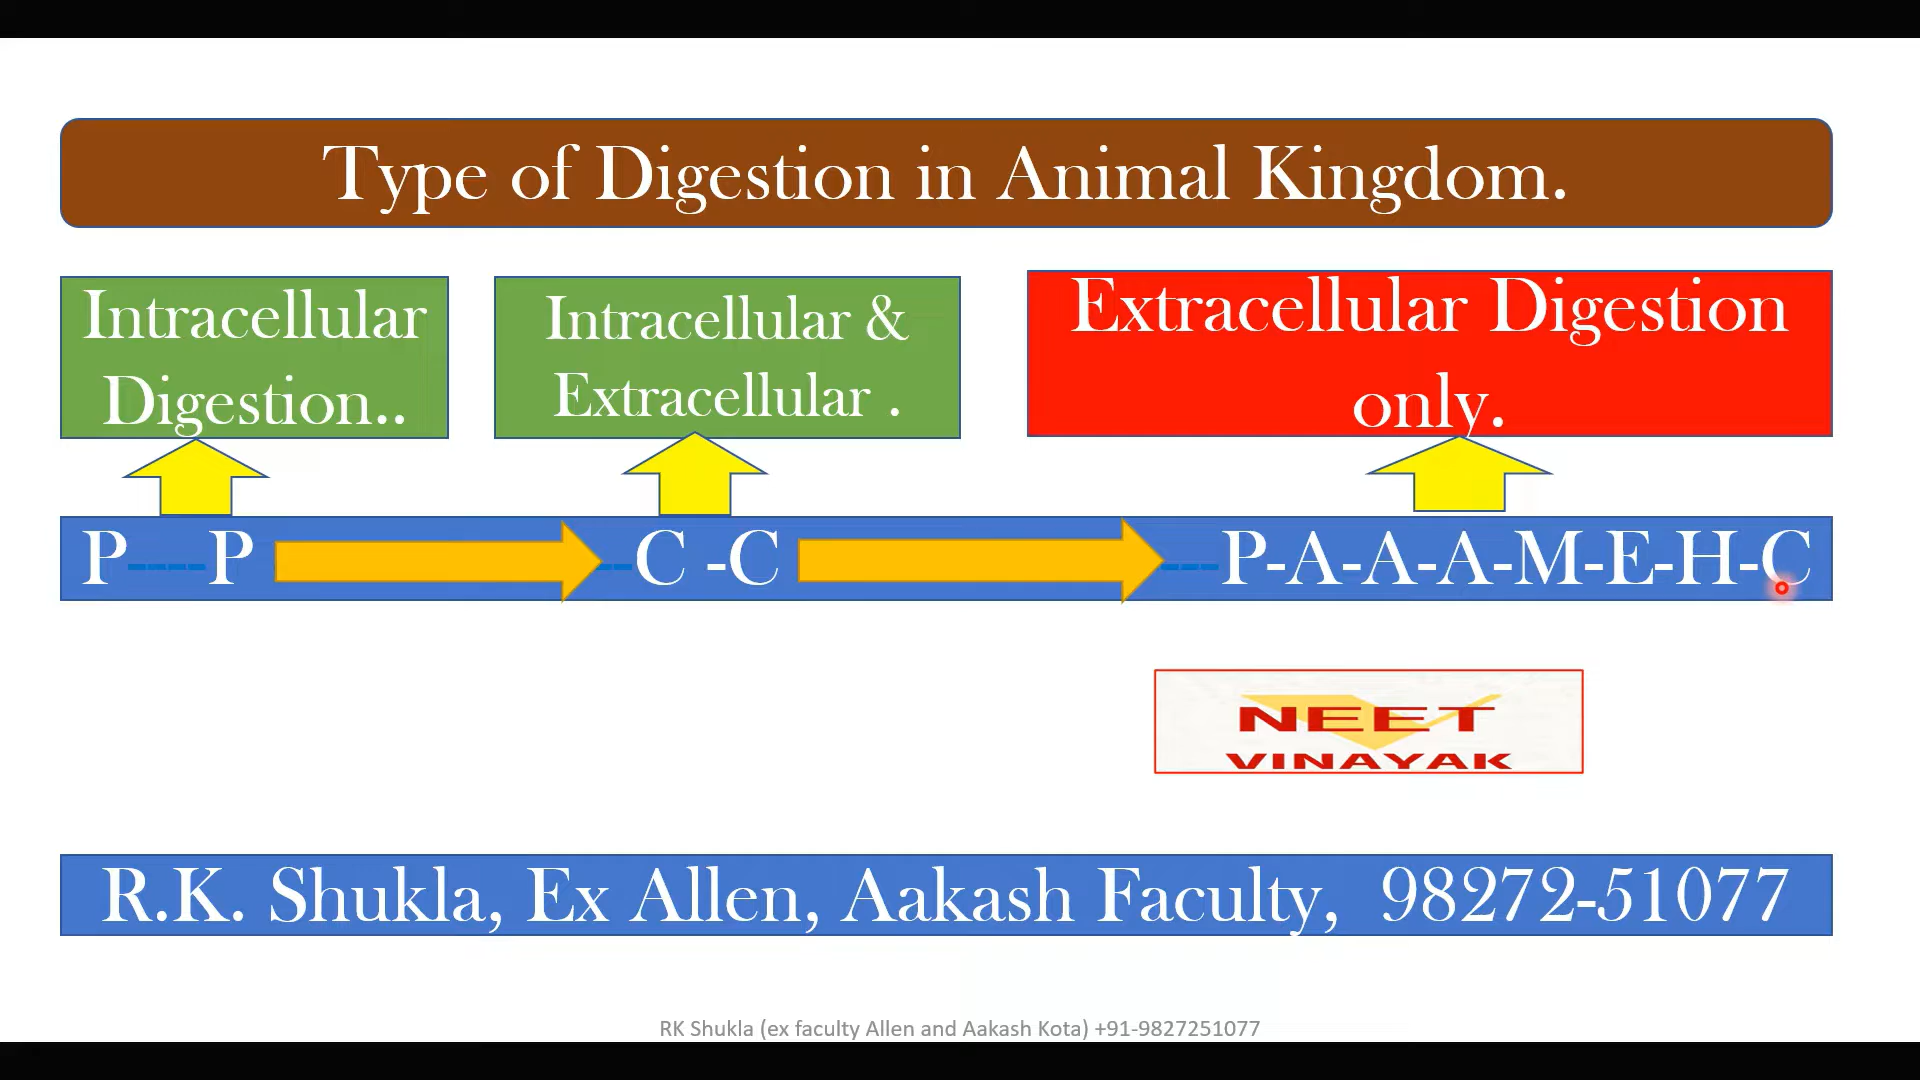 Type of Digestion in Animal Kingdom.
Intracellular
Digestion..
Intracellular &
Extracellular .
Extracellular Digestion
only.
P----P --C -C ---P-A-A-A-M-E-H-C
NEET
VINAYAK
R.K. Shukla, Ex Allen, Aakash Faculty, 98272-51077
RK Shukla (ex faculty Allen and Aakash Kota) +91-9827251077